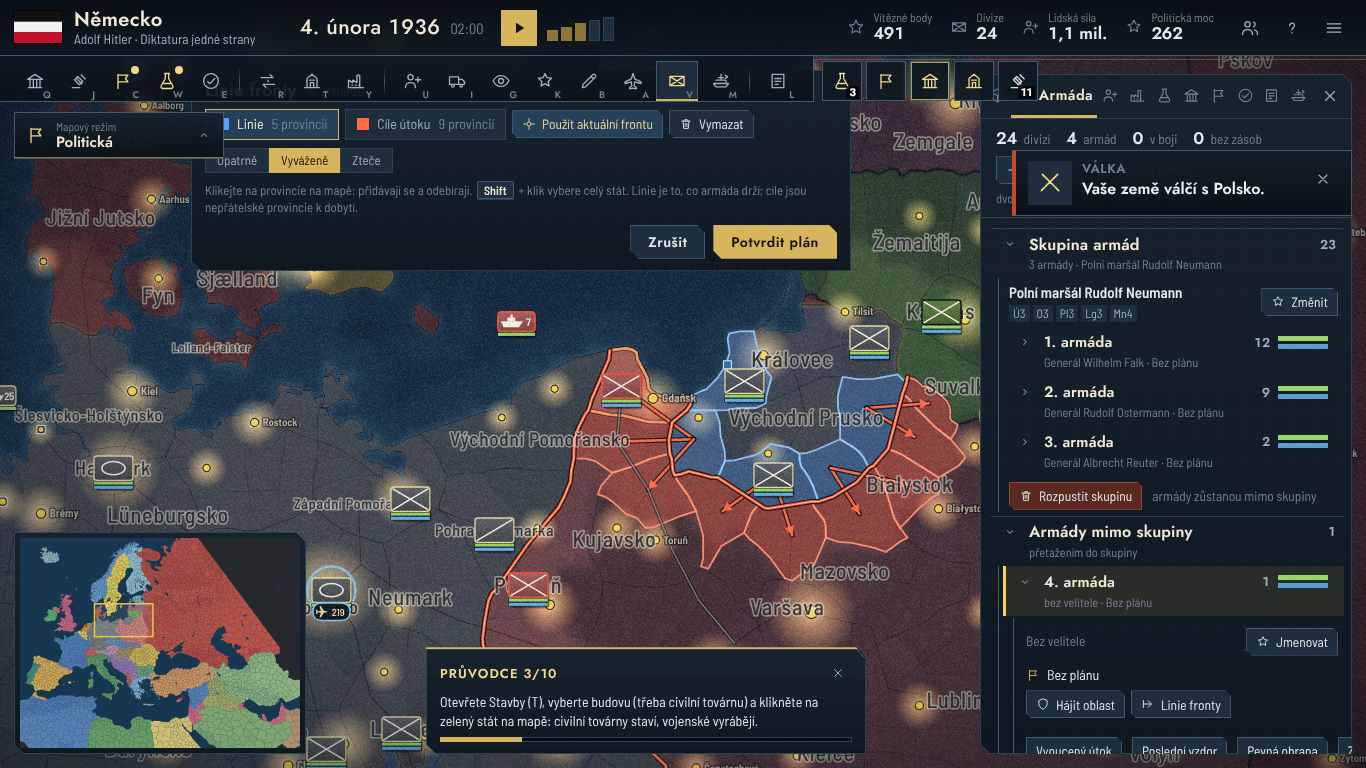 Německo
Adolf Hitler · Diktatura jedné strany
4. února 1936 02:00
Vítězné body
491
Divize
24
Lidská síla
1,1 mil.
Politická moc
262
?
Q J C W E R T Y U I G K B A V M L
3
11
Armáda
24 divizí 4 armád 0 v boji 0 bez zásob
VÁLKA
Vaše země válčí s Polsko.
Mapový režim
Politická
Linie 5 provincií
Cíle útoku 9 provincií
Použít aktuální frontu
Vymazat
Opatrně
Vyváženě
Zteče
Klikejte na provincie na mapě: přidávají se a odebírají. Shift + klik vybere celý stát. Linie je to, co armáda drží; cíle jsou
nepřátelské provincie k dobytí.
Zrušit
Potvrdit plán
Skupina armád 23
3 armády · Polní maršál Rudolf Neumann
Polní maršál Rudolf Neumann
Změnit
Ú3 O3 Pl3 Lg3 Mn4
1. armáda 12
Generál Wilhelm Falk · Bez plánu
2. armáda 9
Generál Rudolf Ostermann · Bez plánu
3. armáda 2
Generál Albrecht Reuter · Bez plánu
Rozpustit skupinu
armády zůstanou mimo skupiny
Armády mimo skupiny 1
přetažením do skupiny
4. armáda 1
bez velitele · Bez plánu
Bez velitele
Jmenovat
Bez plánu
Hájit oblast
Linie fronty
Vynucený útok
Poslední vzdor
Pevná obrana
Aalborg
Pskov
Zemgale
Jižní Jutsko
Aarhus
Žemaitija
Sjælland
Fyn
Tilsit
7
Lolland-Falster
Královec
Kiel
25
Suval
Gdaňsk
Šlesvicko-Holštýnsko
Rostock
Východní Prusko
Východní Pomořansko
Bialystok
Západní Pomořa
Brémy
Lüneburgsko
Kujavsko
Toruň
Mazovsko
219
Neumark
Varšava
Lublin
PRŮVODCE 3/10
Otevřete Stavby (T), vyberte budovu (třeba civilní továrnu) a klikněte na
zelený stát na mapě: civilní továrny staví, vojenské vyrábějí.